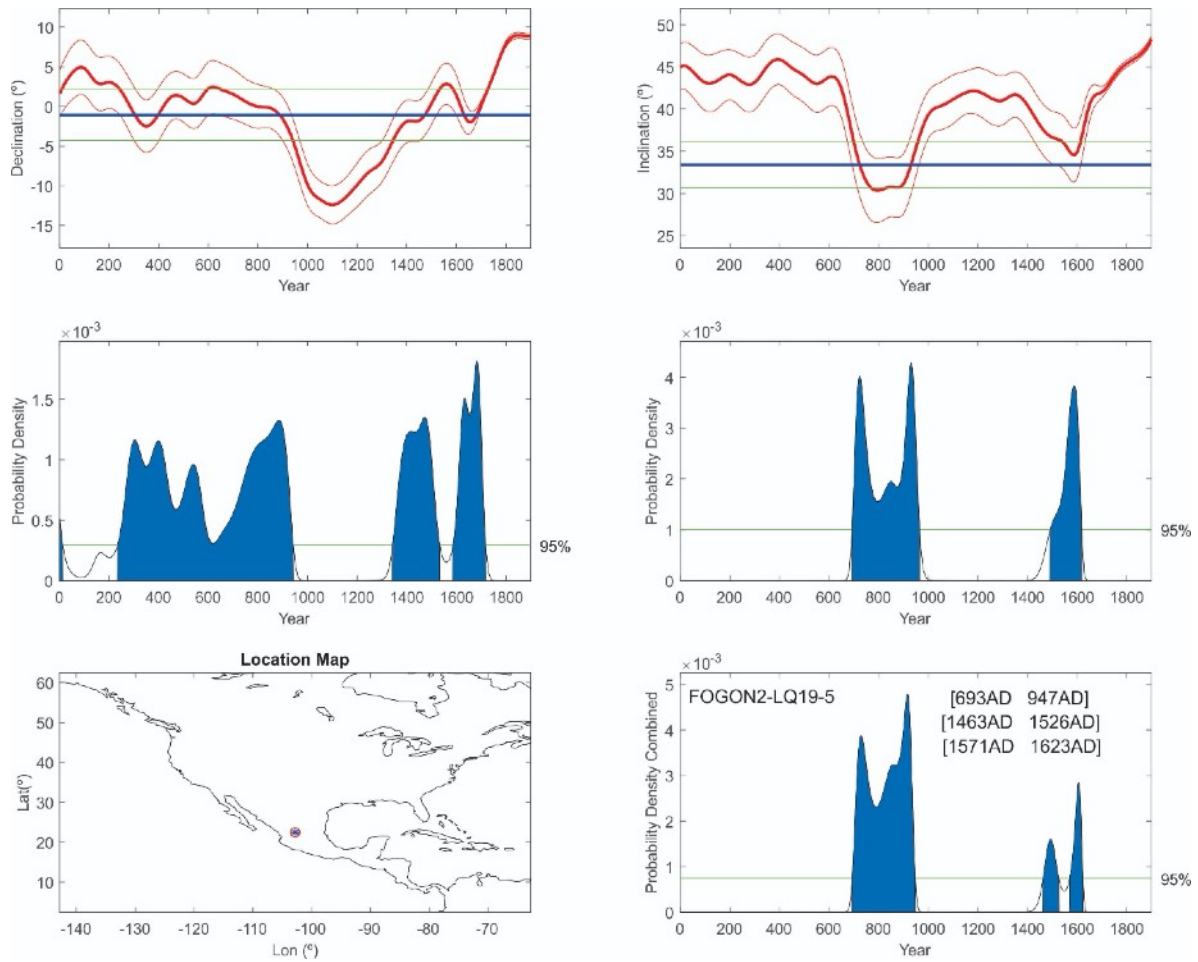 Declination (º)
10
5
0
-5
-10
-15
0 200 400 600 800 1000 1200 1400 1600 1800
Year
Inclination (º)
50
45
40
35
30
25
0 200 400 600 800 1000 1200 1400 1600 1800
Year
×10⁻³
Probability Density
1.5
1
0.5
0
95%
0 200 400 600 800 1000 1200 1400 1600 1800
Year
×10⁻³
Probability Density
4
3
2
1
0
95%
0 200 400 600 800 1000 1200 1400 1600 1800
Year
Location Map
Lat(º)
60
50
40
30
20
10
-140 -130 -120 -110 -100 -90 -80 -70
Lon (º)
×10⁻³
Probability Density Combined
5
4
3
2
1
0
FOGON2-LQ19-5
[693AD 947AD]
[1463AD 1526AD]
[1571AD 1623AD]
95%
0 200 400 600 800 1000 1200 1400 1600 1800
Year